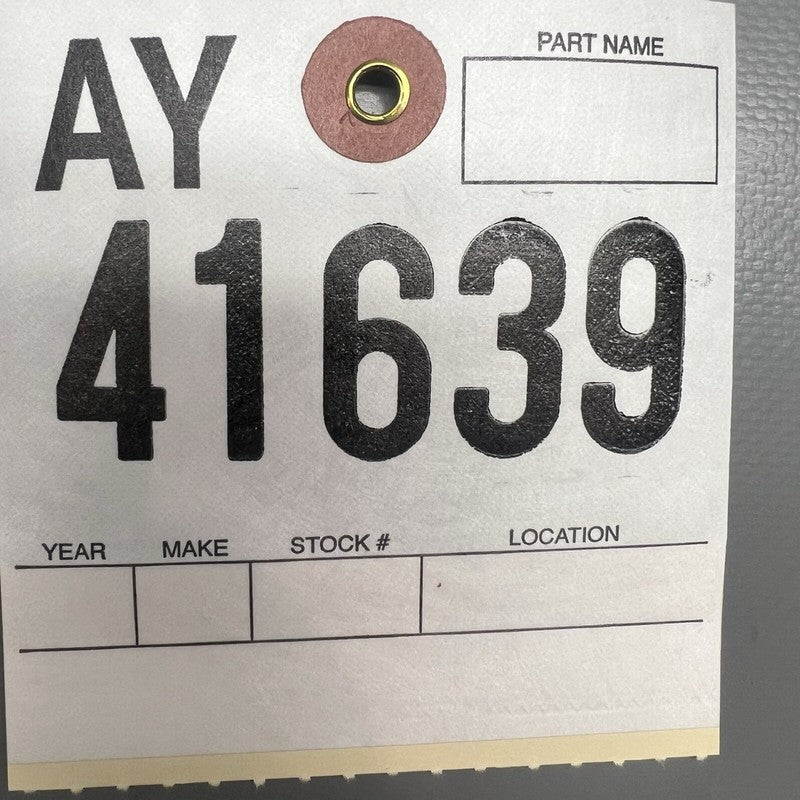 AY
PART NAME
41639
YEAR MAKE STOCK # LOCATION